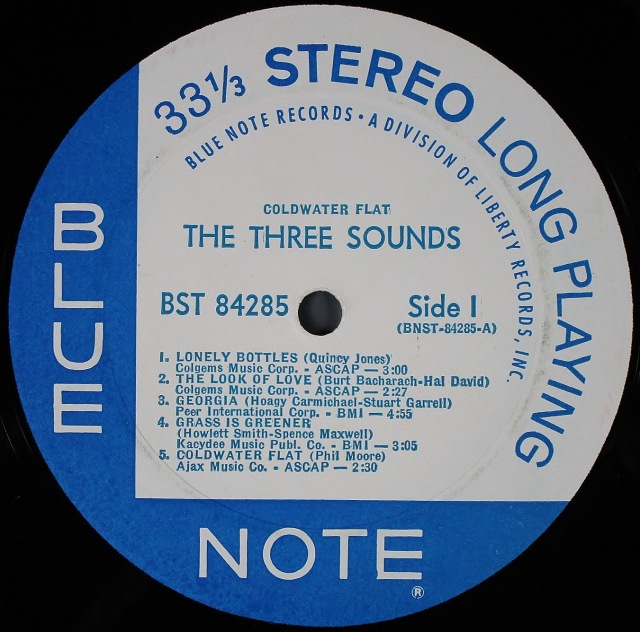 33⅓ STEREO LONG PLAYING
BLUE NOTE RECORDS • A DIVISION OF LIBERTY RECORDS, INC.
COLDWATER FLAT
THE THREE SOUNDS
BST 84285
Side 1
(BNST-84285-A)
1. LONELY BOTTLES (Quincy Jones)
Colgems Music Corp. - ASCAP — 3:00
2. THE LOOK OF LOVE (Burt Bacharach-Hal David)
Colgems Music Corp. - ASCAP — 2:27
3. GEORGIA (Hoagy Carmichael-Stuart Garrell)
Peer International Corp. - BMI — 4:55
4. GRASS IS GREENER
(Howlett Smith-Spence Maxwell)
Kacydee Music Publ. Co. - BMI — 3:05
5. COLDWATER FLAT (Phil Moore)
Ajax Music Co. - ASCAP — 2:30
BLUE
NOTE
®